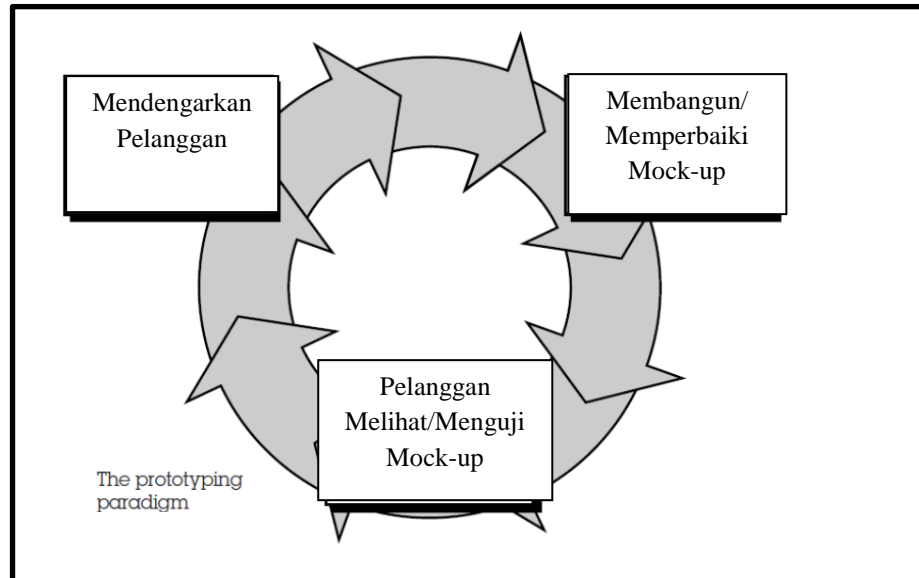 Mendengarkan
Pelanggan
Membangun/
Memperbaiki
Mock-up
Pelanggan
Melihat/Menguji
Mock-up
The prototyping
paradigm